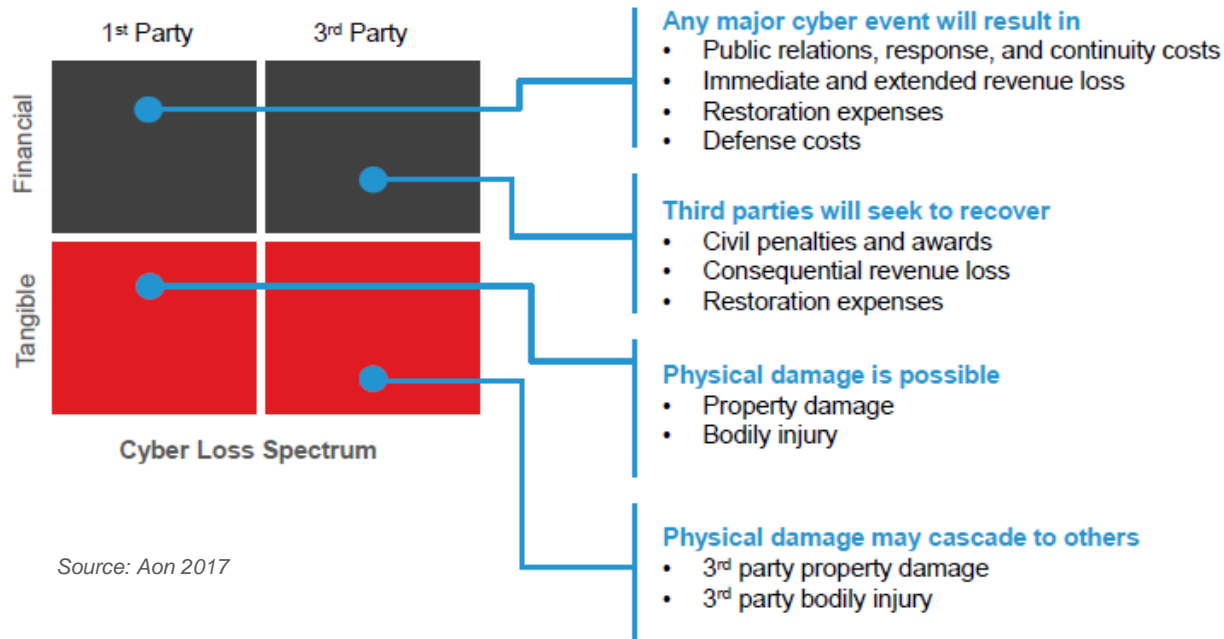 1st Party
3rd Party
Financial
Tangible
Cyber Loss Spectrum
Source: Aon 2017
Any major cyber event will result in
• Public relations, response, and continuity costs
• Immediate and extended revenue loss
• Restoration expenses
• Defense costs
Third parties will seek to recover
• Civil penalties and awards
• Consequential revenue loss
• Restoration expenses
Physical damage is possible
• Property damage
• Bodily injury
Physical damage may cascade to others
• 3rd party property damage
• 3rd party bodily injury